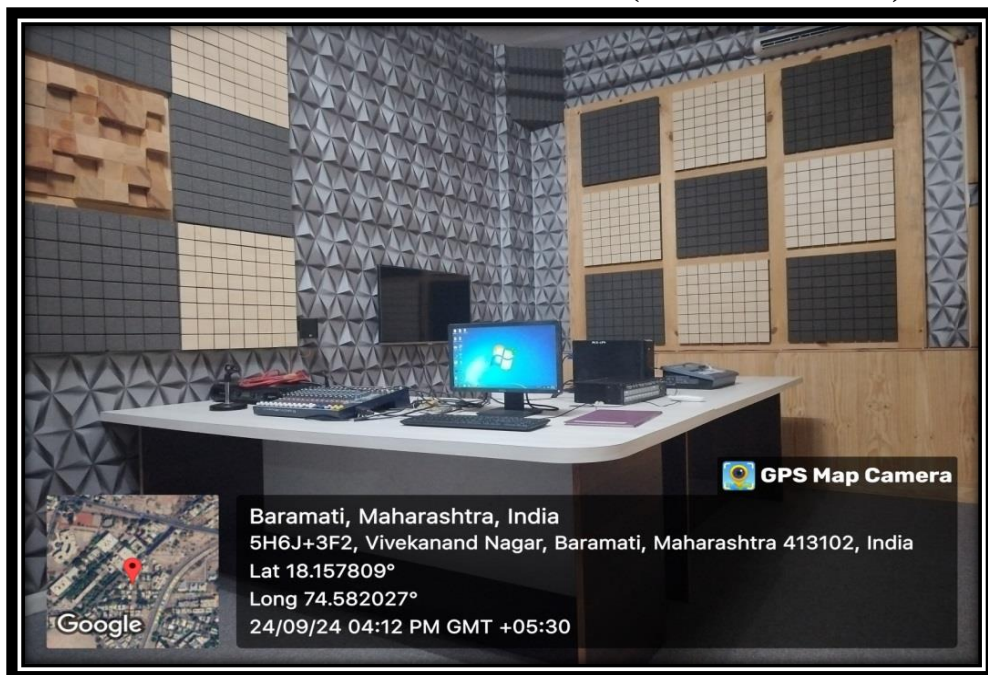 GPS Map Camera
Baramati, Maharashtra, India
5H6J+3F2, Vivekanand Nagar, Baramati, Maharashtra 413102, India
Lat 18.157809°
Long 74.582027°
24/09/24 04:12 PM GMT +05:30
Google